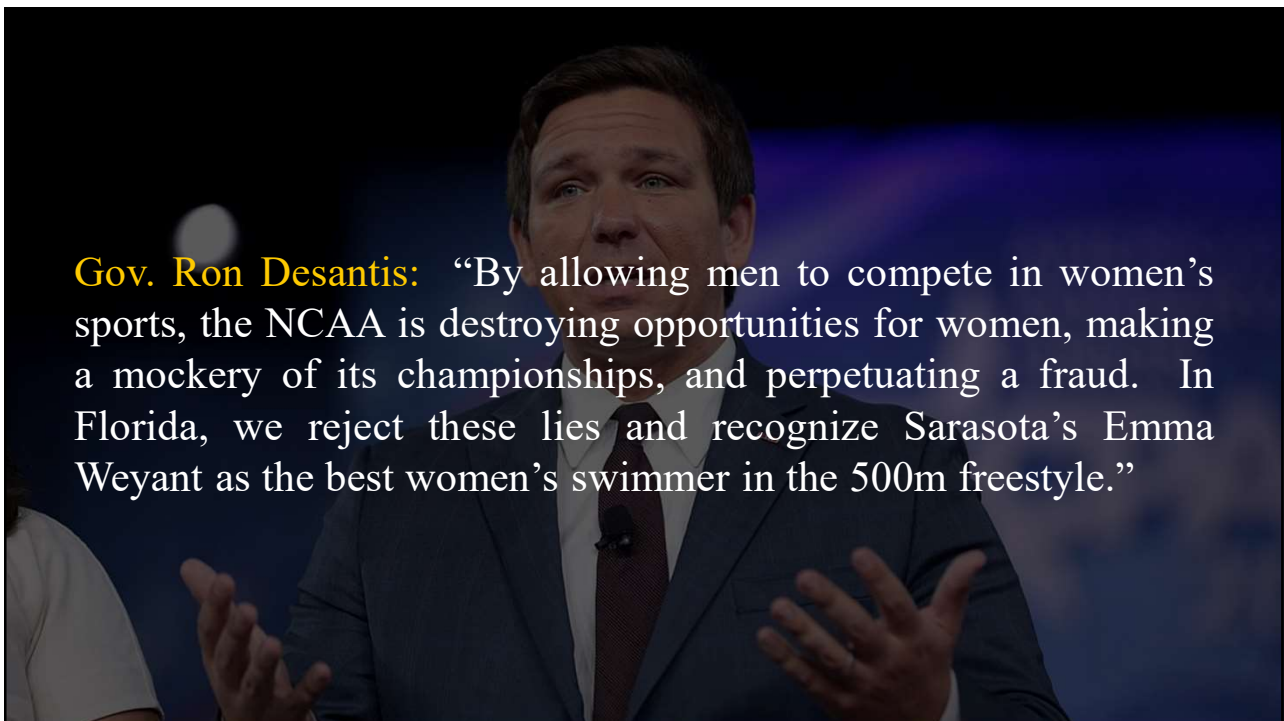 Gov. Ron Desantis:  “By allowing men to compete in women’s
sports, the NCAA is destroying opportunities for women, making
a mockery of its championships, and perpetuating a fraud.  In
Florida, we reject these lies and recognize Sarasota’s Emma
Weyant as the best women’s swimmer in the 500m freestyle.”